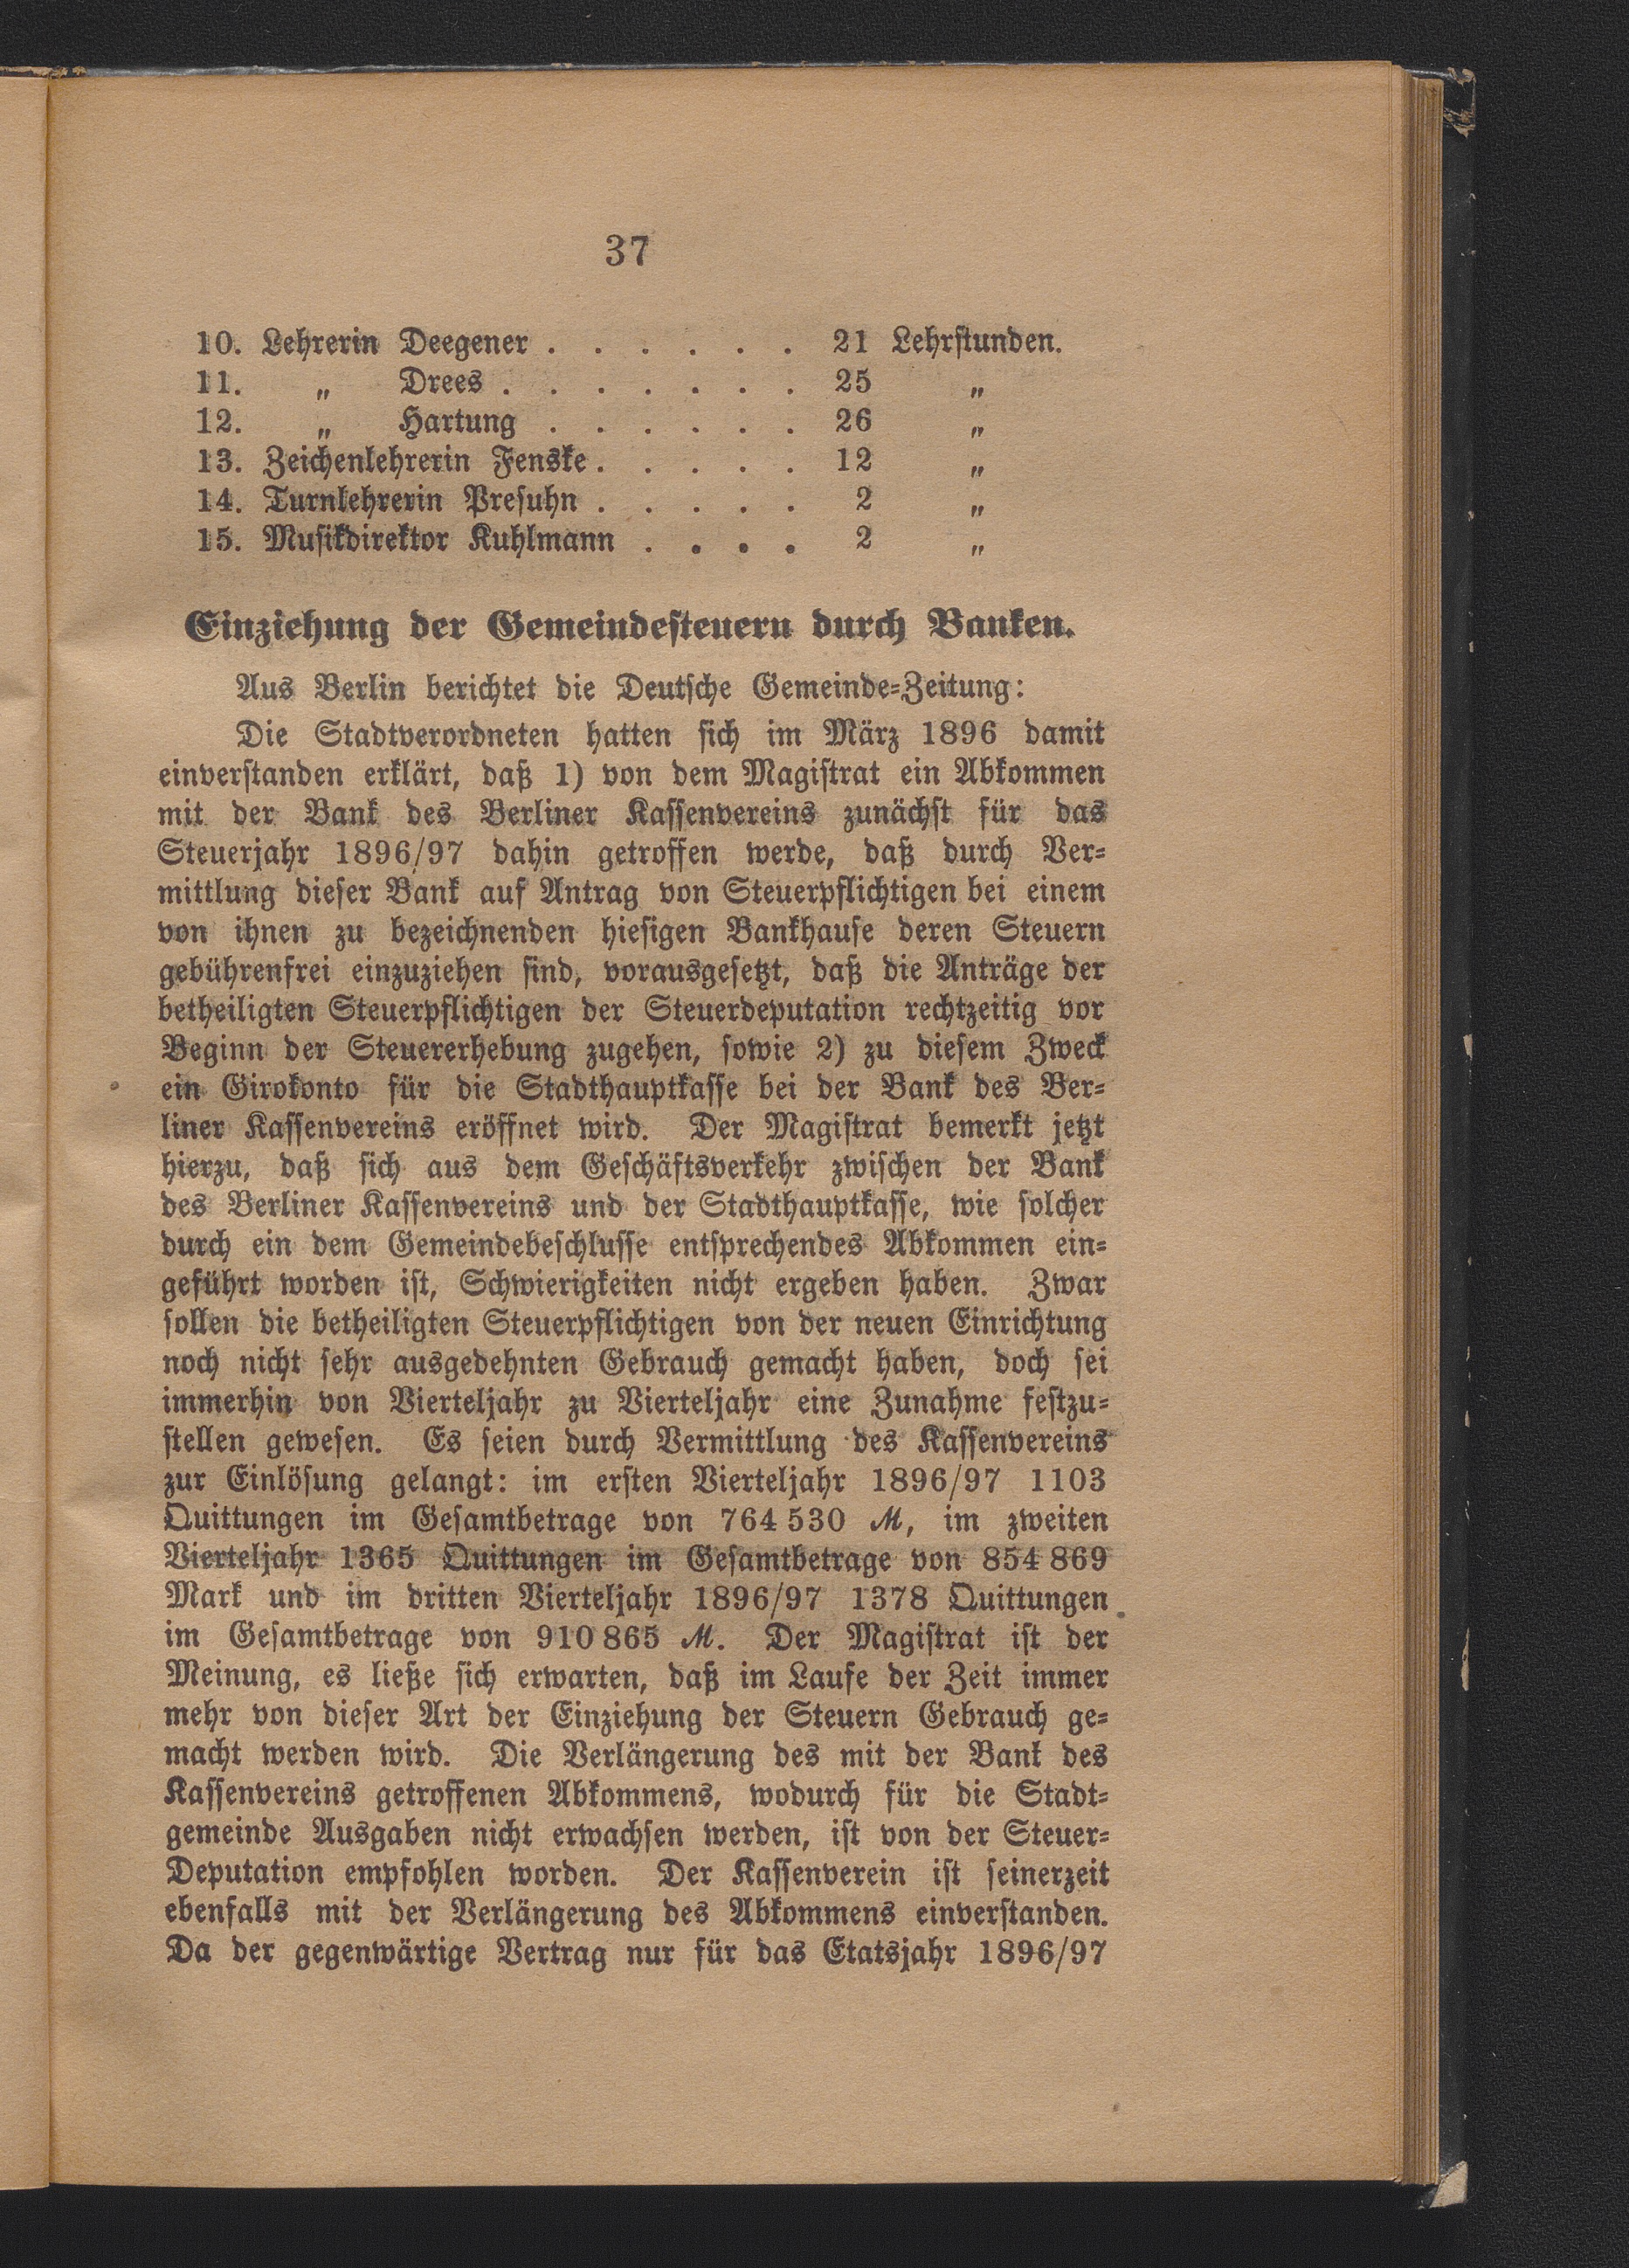 37
10. Lehrerin Deegener . . . . . . 21 Lehrstunden.
11. „ Drees . . . . . . . 25 „
12. „ Hartung . . . . . . 26 „
13. Zeichenlehrerin Fenske . . . . . 12 „
14. Turnlehrerin Presuhn . . . . . 2 „
15. Musikdirektor Kuhlmann . . . . 2 „
Einziehung der Gemeindesteuern durch Banken.
Aus Berlin berichtet die Deutsche Gemeinde-Zeitung:
Die Stadtverordneten hatten sich im März 1896 damit
einverstanden erklärt, daß 1) von dem Magistrat ein Abkommen
mit der Bank des Berliner Kassenvereins zunächst für das
Steuerjahr 1896/97 dahin getroffen werde, daß durch Ver-
mittlung dieser Bank auf Antrag von Steuerpflichtigen bei einem
von ihnen zu bezeichnenden hiesigen Bankhause deren Steuern
gebührenfrei einzuziehen sind, vorausgesetzt, daß die Anträge der
betheiligten Steuerpflichtigen der Steuerdeputation rechtzeitig vor
Beginn der Steuererhebung zugehen, sowie 2) zu diesem Zweck
ein Girokonto für die Stadthauptkasse bei der Bank des Ber-
liner Kassenvereins eröffnet wird. Der Magistrat bemerkt jetzt
hierzu, daß sich aus dem Geschäftsverkehr zwischen der Bank
des Berliner Kassenvereins und der Stadthauptkasse, wie solcher
durch ein dem Gemeindebeschlusse entsprechendes Abkommen ein-
geführt worden ist, Schwierigkeiten nicht ergeben haben. Zwar
sollen die betheiligten Steuerpflichtigen von der neuen Einrichtung
noch nicht sehr ausgedehnten Gebrauch gemacht haben, doch sei
immerhin von Vierteljahr zu Vierteljahr eine Zunahme festzu-
stellen gewesen. Es seien durch Vermittlung des Kassenvereins
zur Einlösung gelangt: im ersten Vierteljahr 1896/97 1103
Quittungen im Gesamtbetrage von 764 530 ℳ, im zweiten
Vierteljahr 1365 Quittungen im Gesamtbetrage von 854 869
Mark und im dritten Vierteljahr 1896/97 1378 Quittungen
im Gesamtbetrage von 910 865 ℳ. Der Magistrat ist der
Meinung, es ließe sich erwarten, daß im Laufe der Zeit immer
mehr von dieser Art der Einziehung der Steuern Gebrauch ge-
macht werden wird. Die Verlängerung des mit der Bank des
Kassenvereins getroffenen Abkommens, wodurch für die Stadt-
gemeinde Ausgaben nicht erwachsen werden, ist von der Steuer-
Deputation empfohlen worden. Der Kassenverein ist seinerzeit
ebenfalls mit der Verlängerung des Abkommens einverstanden.
Da der gegenwärtige Vertrag nur für das Etatsjahr 1896/97